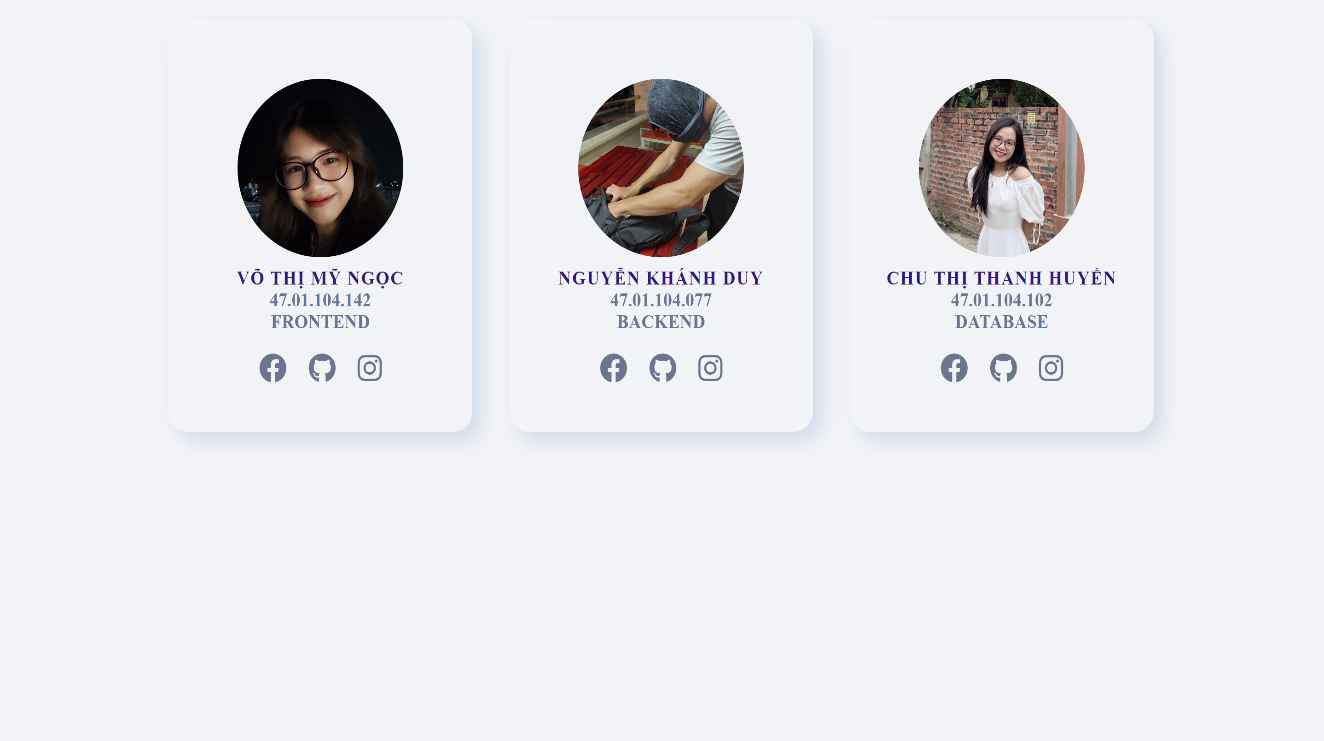 VÕ THỊ MỸ NGỌC
47.01.104.142
FRONTEND
NGUYỄN KHÁNH DUY
47.01.104.077
BACKEND
CHU THỊ THANH HUYỀN
47.01.104.102
DATABASE